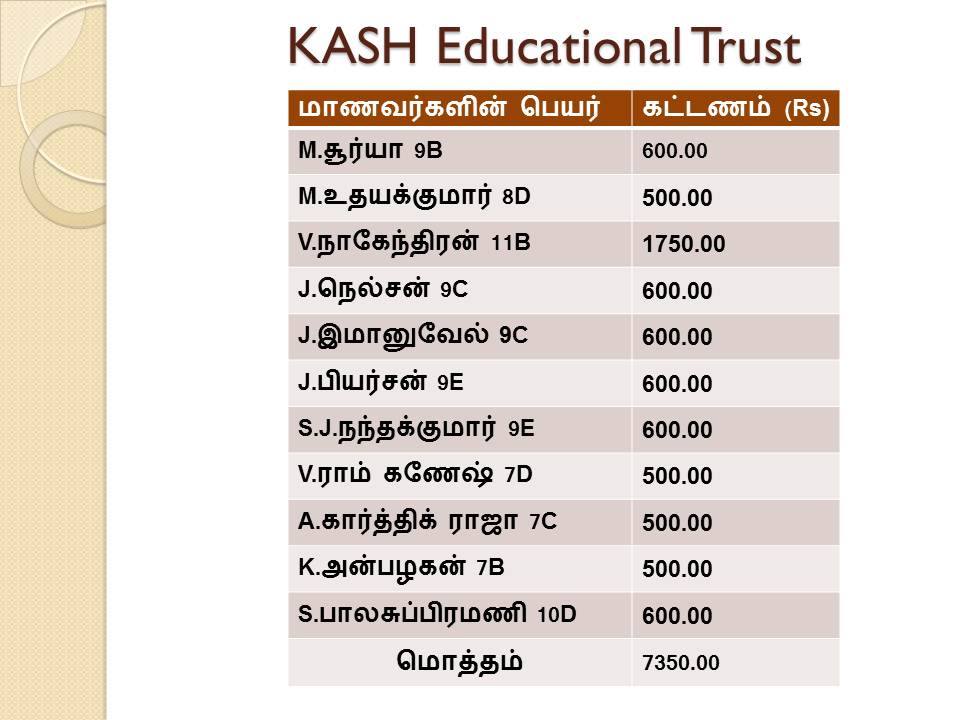 KASH Educational Trust
மாணவர்களின் பெயர் கட்டணம் (Rs)
M.சூர்யா 9B 600.00
M.உதயக்குமார் 8D 500.00
V.நாகேந்திரன் 11B 1750.00
J.நெல்சன் 9C 600.00
J.இமானுவேல் 9C 600.00
J.பியர்சன் 9E 600.00
S.J.நந்தக்குமார் 9E 600.00
V.ராம் கணேஷ் 7D 500.00
A.கார்த்திக் ராஜா 7C 500.00
K.அன்பழகன் 7B 500.00
S.பாலசுப்பிரமணி 10D 600.00
மொத்தம் 7350.00